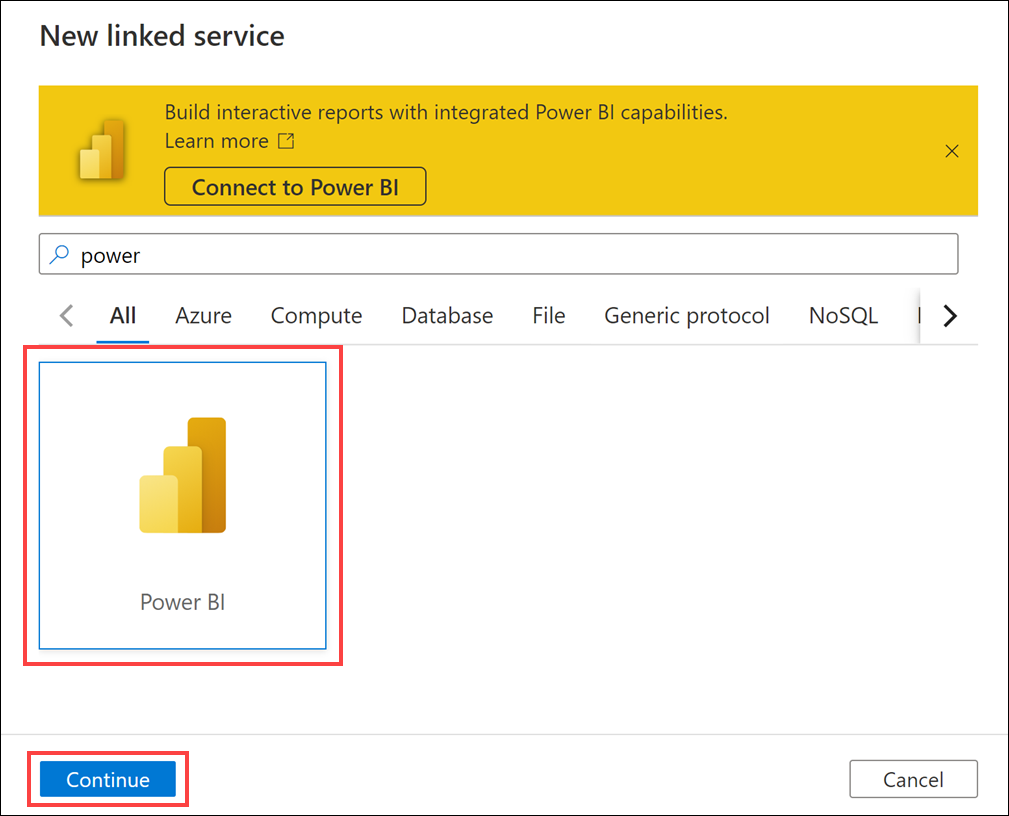 New linked service
Build interactive reports with integrated Power BI capabilities.
Learn more
Connect to Power BI
power
All Azure Compute Database File Generic protocol NoSQL
Power BI
Continue Cancel